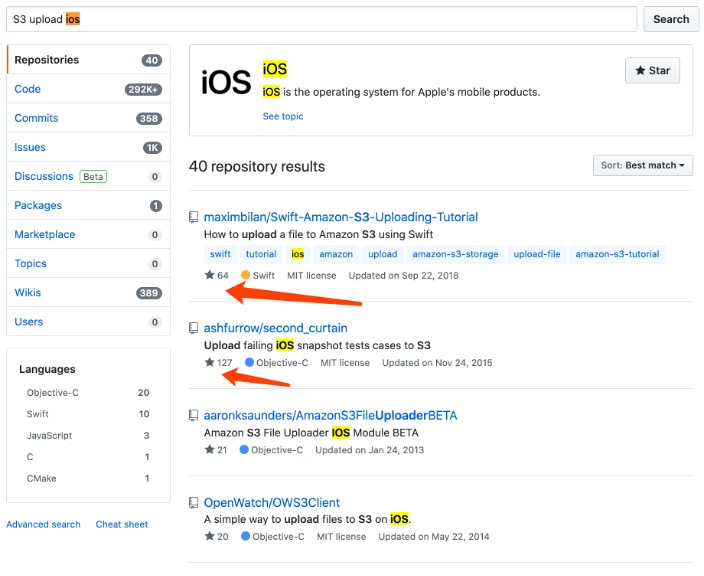 S3 upload ios
Search
Repositories 40
Code 292K+
Commits 358
Issues 1K
Discussions Beta 0
Packages 1
Marketplace 0
Topics 0
Wikis 389
Users 0
Languages
Objective-C 20
Swift 10
JavaScript 3
C 1
CMake 1
Advanced search Cheat sheet
iOS
iOS
iOS is the operating system for Apple's mobile products.
See topic
Star
40 repository results
Sort: Best match
maximbilan/Swift-Amazon-S3-Uploading-Tutorial
How to upload a file to Amazon S3 using Swift
swift tutorial ios amazon upload amazon-s3-storage upload-file amazon-s3-tutorial
64 Swift MIT license Updated on Sep 22, 2018
ashfurrow/second_curtain
Upload failing iOS snapshot tests cases to S3
127 Objective-C MIT license Updated on Nov 24, 2015
aaronksaunders/AmazonS3FileUploaderBETA
Amazon S3 File Uploader IOS Module BETA
21 Objective-C Updated on Jan 24, 2013
OpenWatch/OWS3Client
A simple way to upload files to S3 on iOS.
20 Objective-C MIT license Updated on May 22, 2014